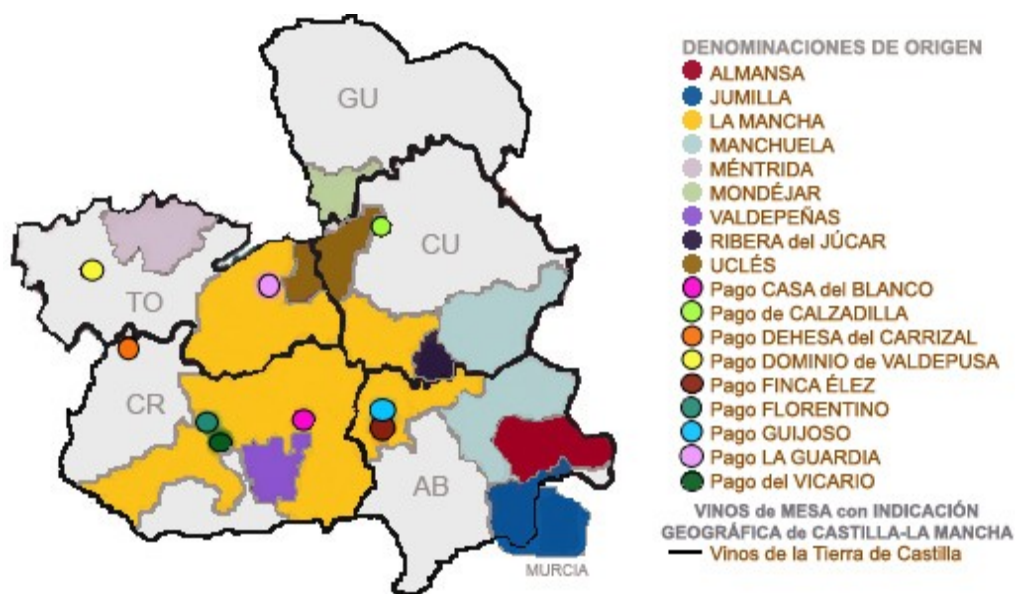 GU
CU
TO
CR
AB
MURCIA
DENOMINACIONES DE ORIGEN
ALMANSA
JUMILLA
LA MANCHA
MANCHUELA
MÉNTRIDA
MONDÉJAR
VALDEPEÑAS
RIBERA del JÚCAR
UCLÉS
Pago CASA del BLANCO
Pago de CALZADILLA
Pago DEHESA del CARRIZAL
Pago DOMINIO de VALDEPUSA
Pago FINCA ÉLEZ
Pago FLORENTINO
Pago GUIJOSO
Pago LA GUARDIA
Pago del VICARIO
VINOS de MESA con INDICACIÓN
GEOGRÁFICA de CASTILLA-LA MANCHA
Vinos de la Tierra de Castilla